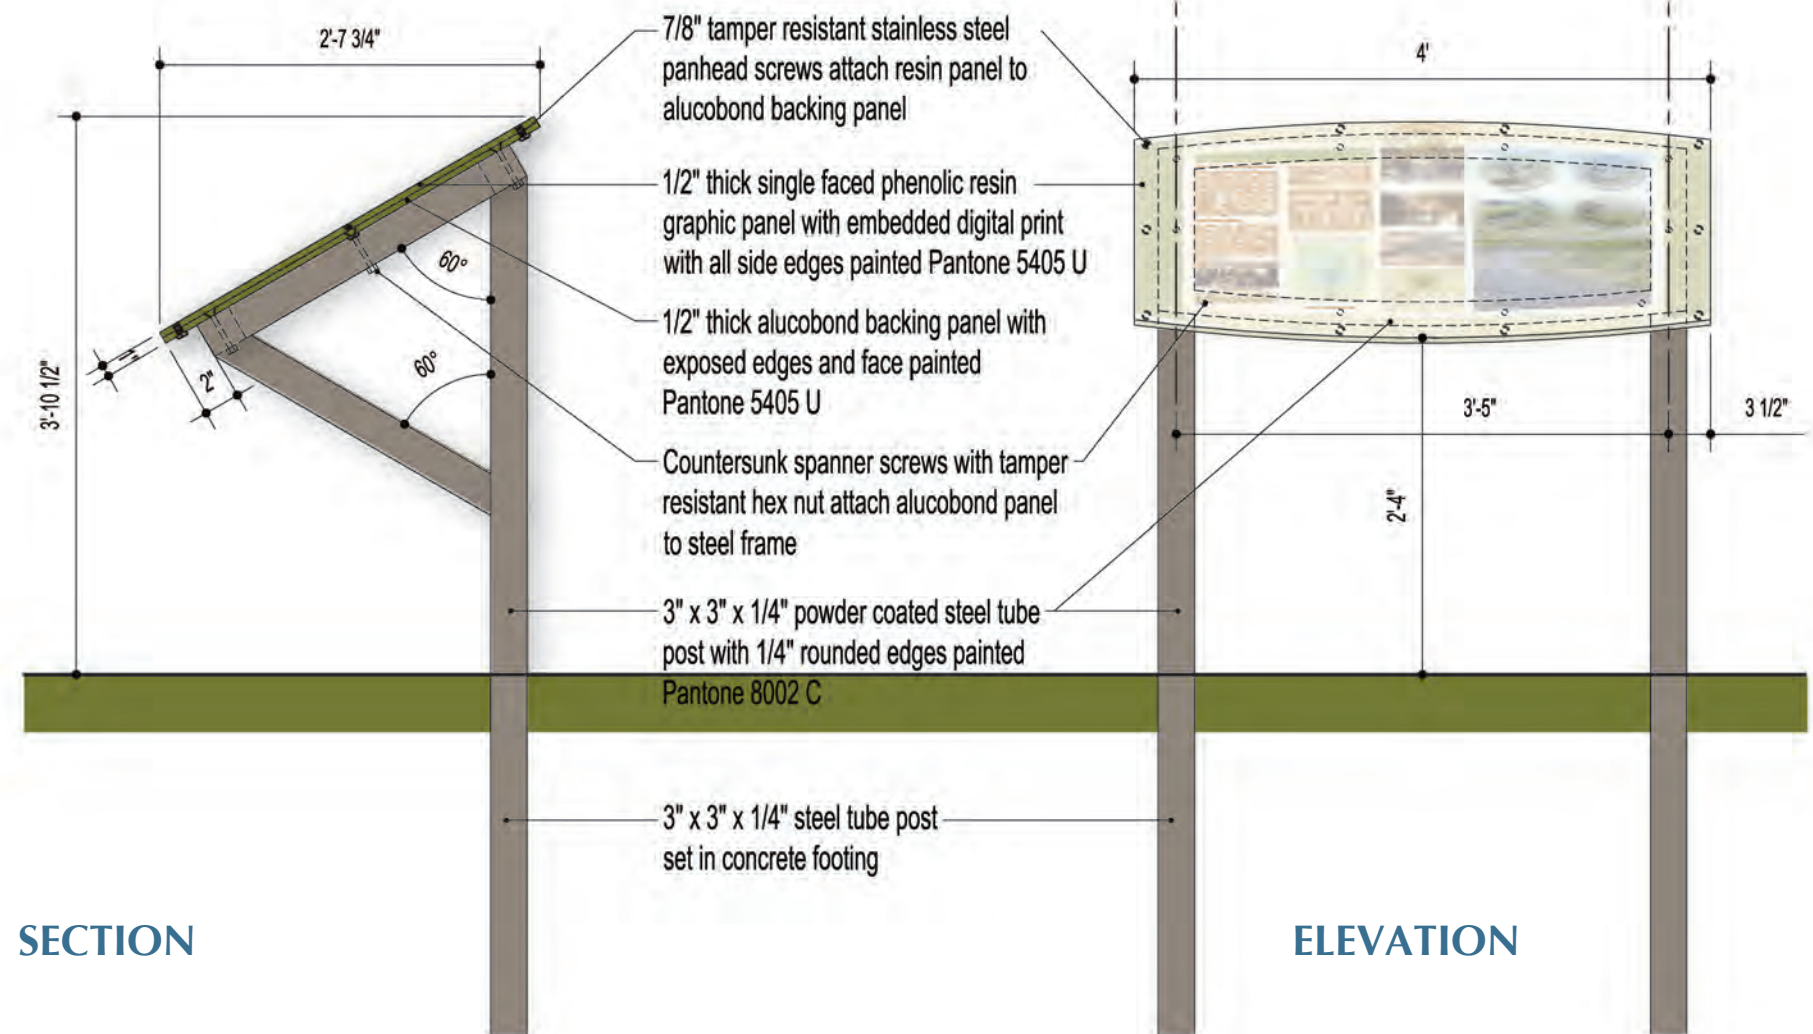 2'-7 3/4"
3'-10 1/2"
60°
60°
1"
2"
7/8" tamper resistant stainless steel
panhead screws attach resin panel to
alucobond backing panel
1/2" thick single faced phenolic resin
graphic panel with embedded digital print
with all side edges painted Pantone 5405 U
1/2" thick alucobond backing panel with
exposed edges and face painted
Pantone 5405 U
Countersunk spanner screws with tamper
resistant hex nut attach alucobond panel
to steel frame
3" x 3" x 1/4" powder coated steel tube
post with 1/4" rounded edges painted
Pantone 8002 C
3" x 3" x 1/4" steel tube post
set in concrete footing
4'
3'-5"
3 1/2"
2'-4"
SECTION
ELEVATION